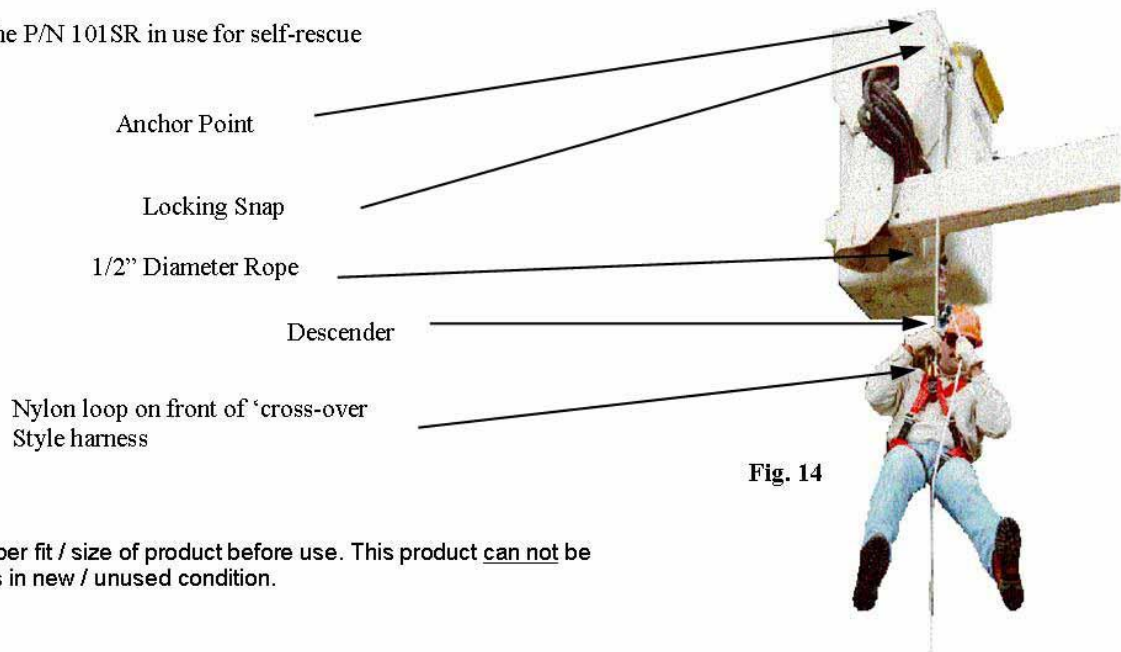 he P/N 101SR in use for self-rescue
Anchor Point
Locking Snap
1/2” Diameter Rope
Descender
Nylon loop on front of ‘cross-over
Style harness
Fig. 14
per fit / size of product before use. This product can not be
s in new / unused condition.